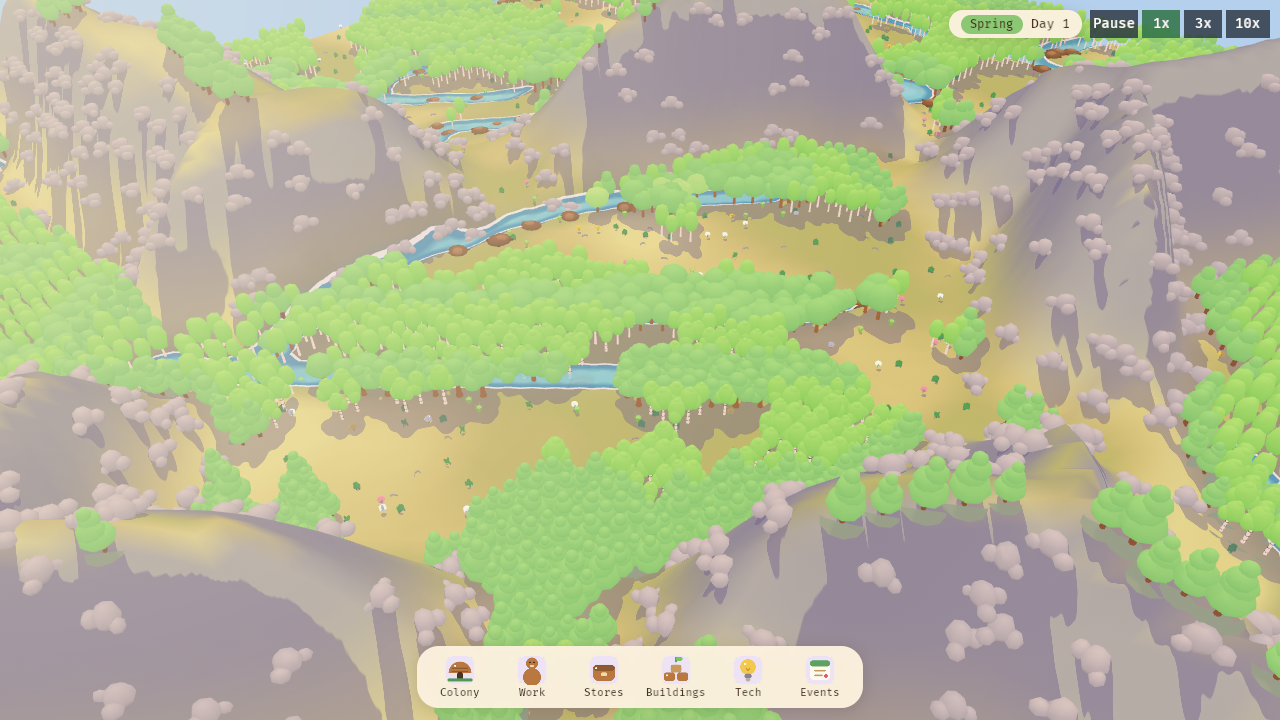 Spring Day 1 Pause 1x 3x 10x
Colony Work Stores Buildings Tech Events